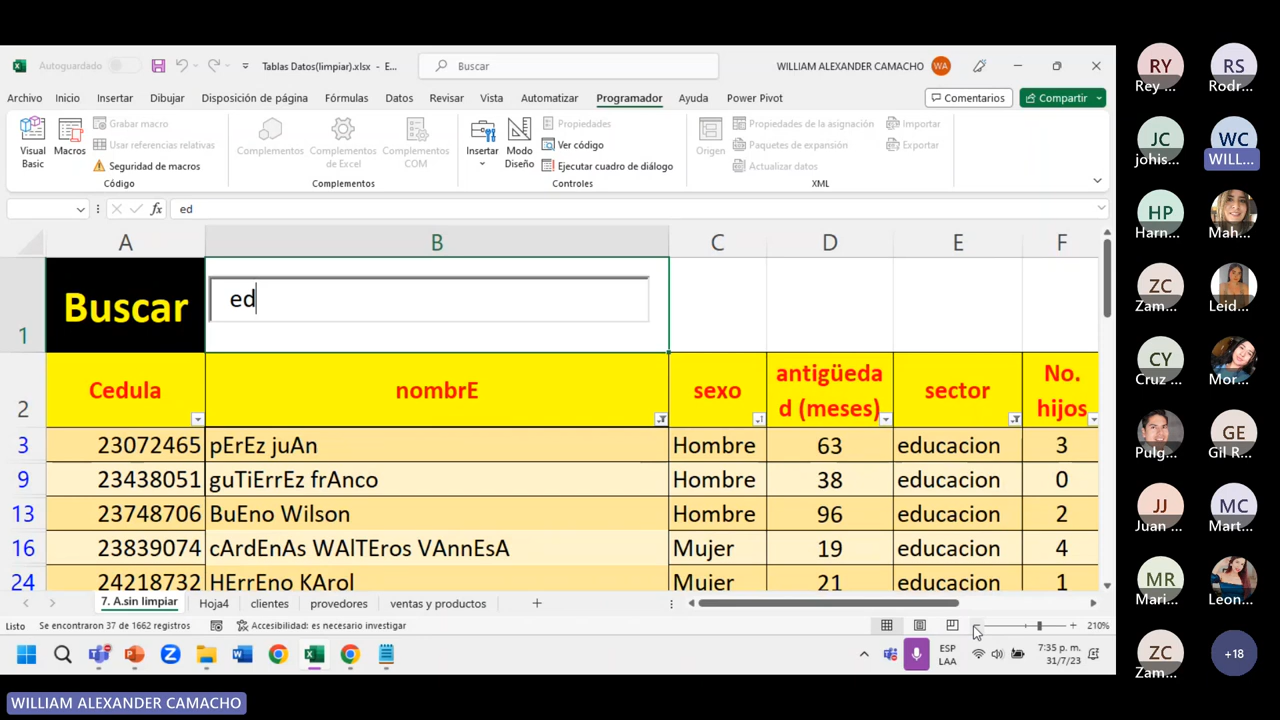 Autoguardado
Tablas Datos(limpiar).xlsx - E...
Buscar
WILLIAM ALEXANDER CAMACHO
WA
Archivo
Inicio
Insertar
Dibujar
Disposición de página
Fórmulas
Datos
Revisar
Vista
Automatizar
Programador
Ayuda
Power Pivot
Comentarios
Compartir
Visual Basic
Macros
Grabar macro
Usar referencias relativas
Seguridad de macros
Código
Complementos
Complementos de Excel
Complementos COM
Complementos
Insertar
Modo Diseño
Propiedades
Ver código
Ejecutar cuadro de diálogo
Controles
Origen
Propiedades de la asignación
Paquetes de expansión
Actualizar datos
Importar
Exportar
XML
fx
ed
A B C D E F
1 Buscar ed
2 Cedula nombrE sexo antigüeda d (meses) sector No. hijos
3 23072465 pErEz juAn Hombre 63 educacion 3
9 23438051 guTiErrEz frAnco Hombre 38 educacion 0
13 23748706 BuEno Wilson Hombre 96 educacion 2
16 23839074 cArdEnAs WAlTEros VAnnEsA Mujer 19 educacion 4
24 24218732 HErrEno KArol Mujer 21 educacion 1
7. A.sin limpiar
Hoja4
clientes
provedores
ventas y productos
Listo
Se encontraron 37 de 1662 registros
Accesibilidad: es necesario investigar
210%
ESP
LAA
7:35 p. m.
31/7/23
WILLIAM ALEXANDER CAMACHO
RY RS
Rey ... Rodr...
JC WC
johis... WILL...
HP
Harn... Mah...
ZC
Zam... Leid...
CY
Cruz ... Mor...
GE
Pulg... Gil R...
JJ MC
Juan ... Mart...
MR
Mari... Leon...
ZC +18
Zam...